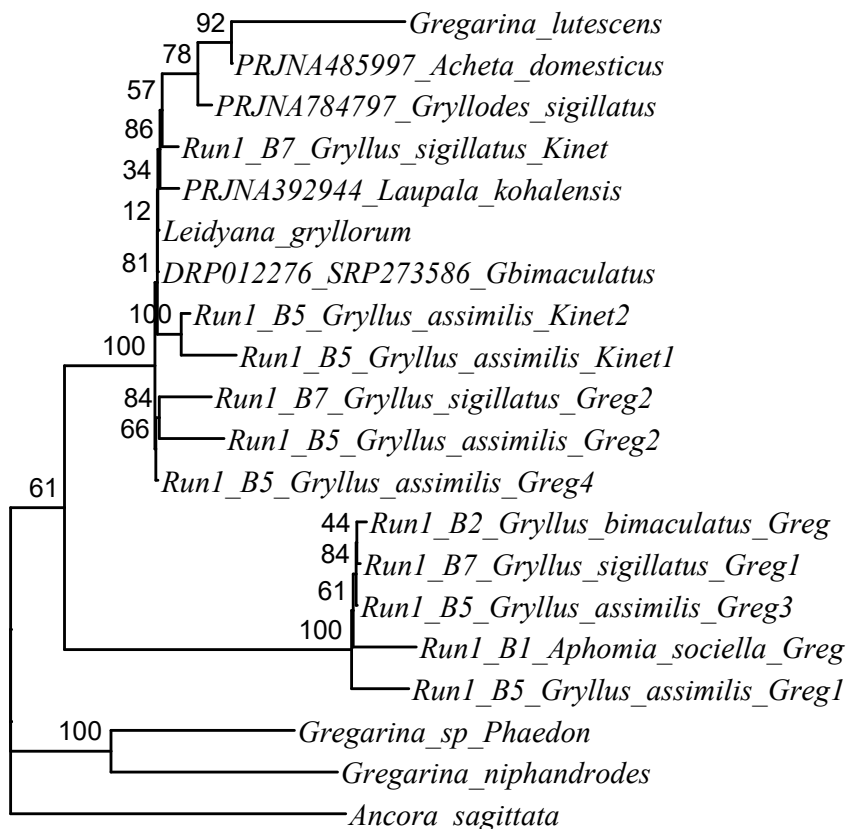 92
Gregarina_lutescens
78
PRJNA485997_Acheta_domesticus
57
PRJNA784797_Gryllodes_sigillatus
86
Run1_B7_Gryllus_sigillatus_Kinet
34
PRJNA392944_Laupala_kohalensis
12
Leidyana_gryllorum
81
DRP012276_SRP273586_Gbimaculatus
100
Run1_B5_Gryllus_assimilis_Kinet2
100
Run1_B5_Gryllus_assimilis_Kinet1
84
Run1_B7_Gryllus_sigillatus_Greg2
66
Run1_B5_Gryllus_assimilis_Greg2
Run1_B5_Gryllus_assimilis_Greg4
61
44
Run1_B2_Gryllus_bimaculatus_Greg
84
Run1_B7_Gryllus_sigillatus_Greg1
61
Run1_B5_Gryllus_assimilis_Greg3
100
Run1_B1_Aphomia_sociella_Greg
Run1_B5_Gryllus_assimilis_Greg1
100
Gregarina_sp_Phaedon
Gregarina_niphandrodes
Ancora_sagittata